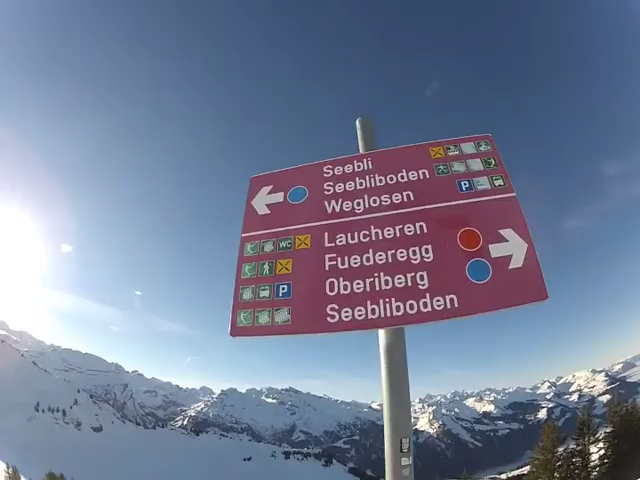 Seebli
Seebliboden
Weglosen
P
Laucheren
WC
Fuederegg
Oberiberg
P
Seebliboden